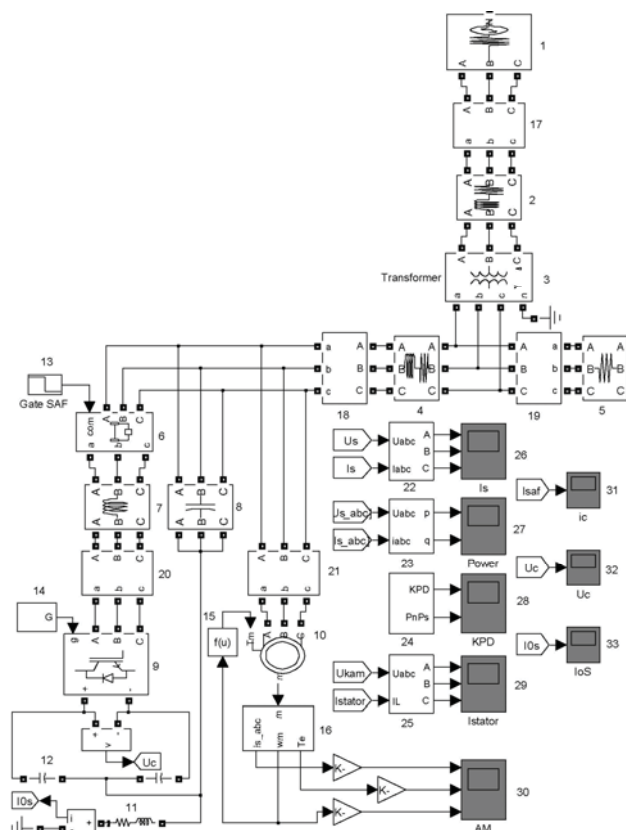 N
1
A B C
A B C
17
a b c
A B C
2
A B C
A B C
Transformer
3
a b c n
a A
b B
c C
18
A A
B B
C C
4
A a
B b
C c
19
A A
B B
C C
5
13
Gate SAF
com A B C
6
a b c
A B C
7
A B C
A B C
8
A B C
A B C
20
a b c
A B C
21
a b c
14
G
g A B C
9
+ -
+ -
v
Uc
12
I0s
i
+
11
15
f(u)
Tm A B C
10
m
m
16
is_abc
wm
Te
K-
K-
K-
30
AM
Us
Is
Uabc A
B
Iabc C
22
26
Is
Us_abc
Is_abc
Uabc p
iabc q
23
27
Power
KPD
PnPs
24
28
KPD
Ukam
Istator
Uabc A
B
IL C
25
29
Istator
Isaf
31
ic
Uc
32
Uc
I0s
33
IoS